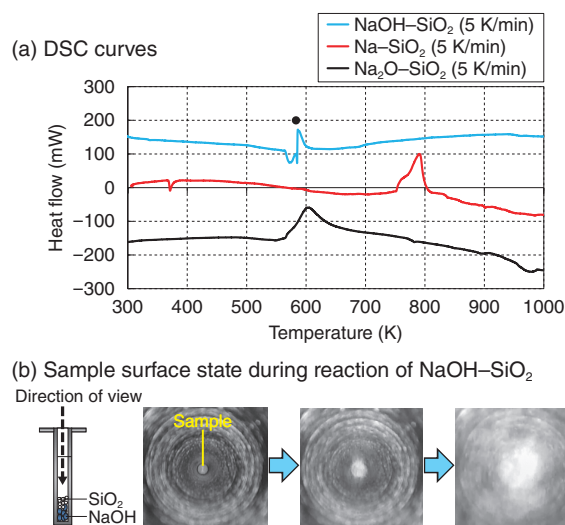 (a) DSC curves
NaOH–SiO₂ (5 K/min)
Na–SiO₂ (5 K/min)
Na₂O–SiO₂ (5 K/min)
Heat flow (mW)
300
200
100
0
−100
−200
−300
300 400 500 600 700 800 900 1000
Temperature (K)
(b) Sample surface state during reaction of NaOH–SiO₂
Direction of view
Sample
SiO₂
NaOH